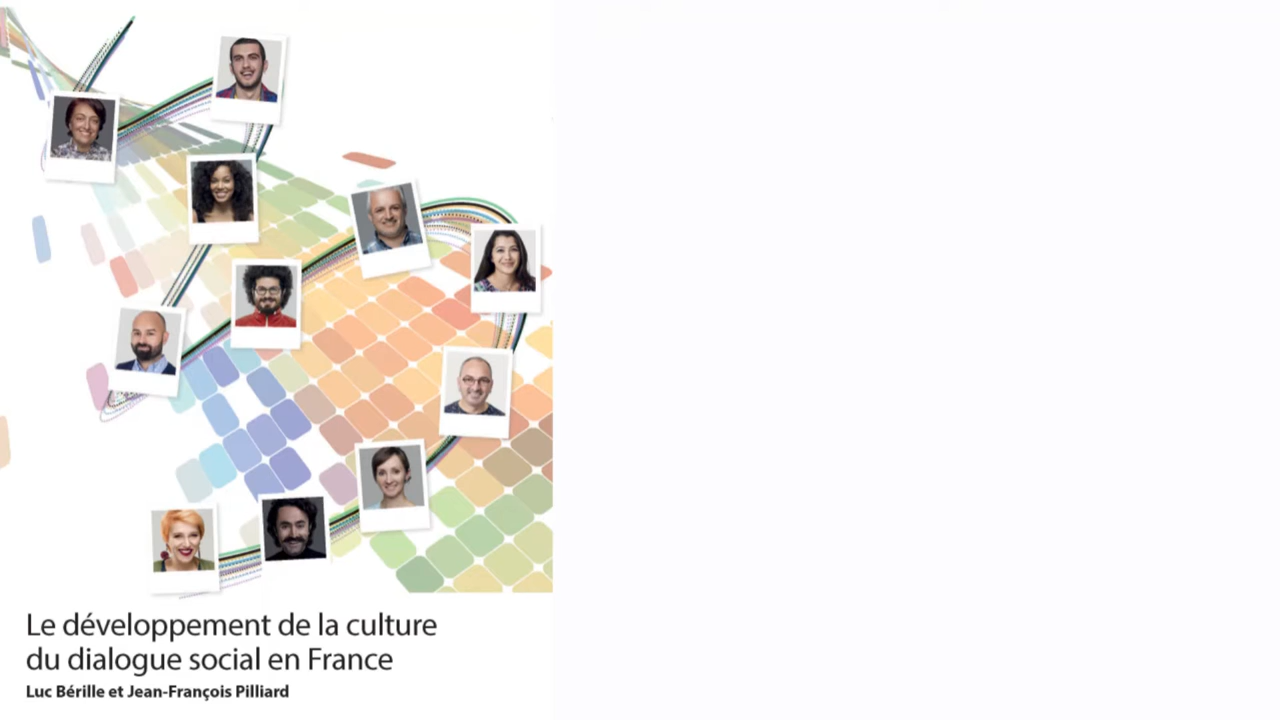 Le développement de la culture
du dialogue social en France
Luc Bérille et Jean-François Pilliard